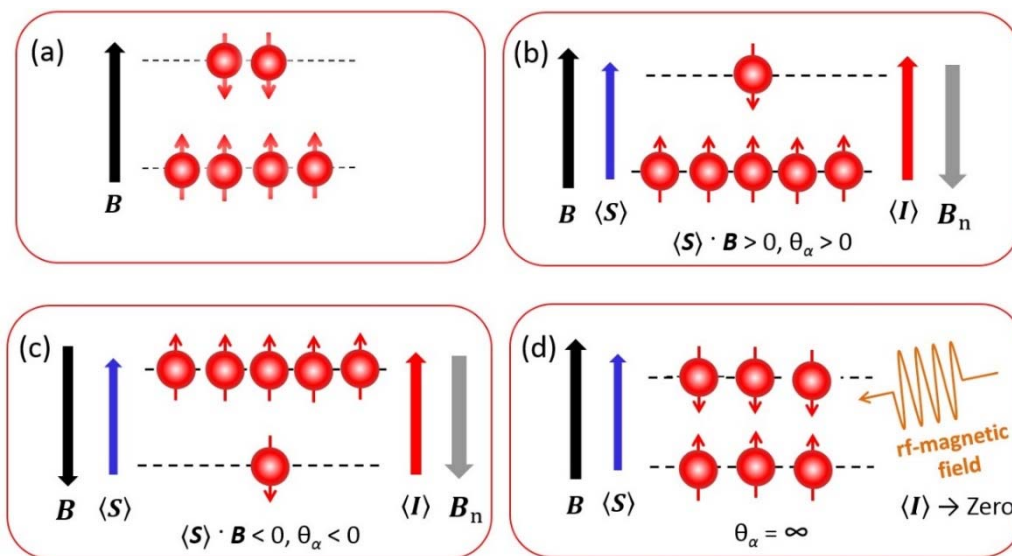 (a)
B
(b)
B ⟨S⟩ ⟨I⟩ Bn
⟨S⟩ · B > 0, θα > 0
(c)
B ⟨S⟩ ⟨I⟩ Bn
⟨S⟩ · B < 0, θα < 0
(d)
rf-magnetic
field
B ⟨S⟩ ⟨I⟩ → Zero
θα = ∞